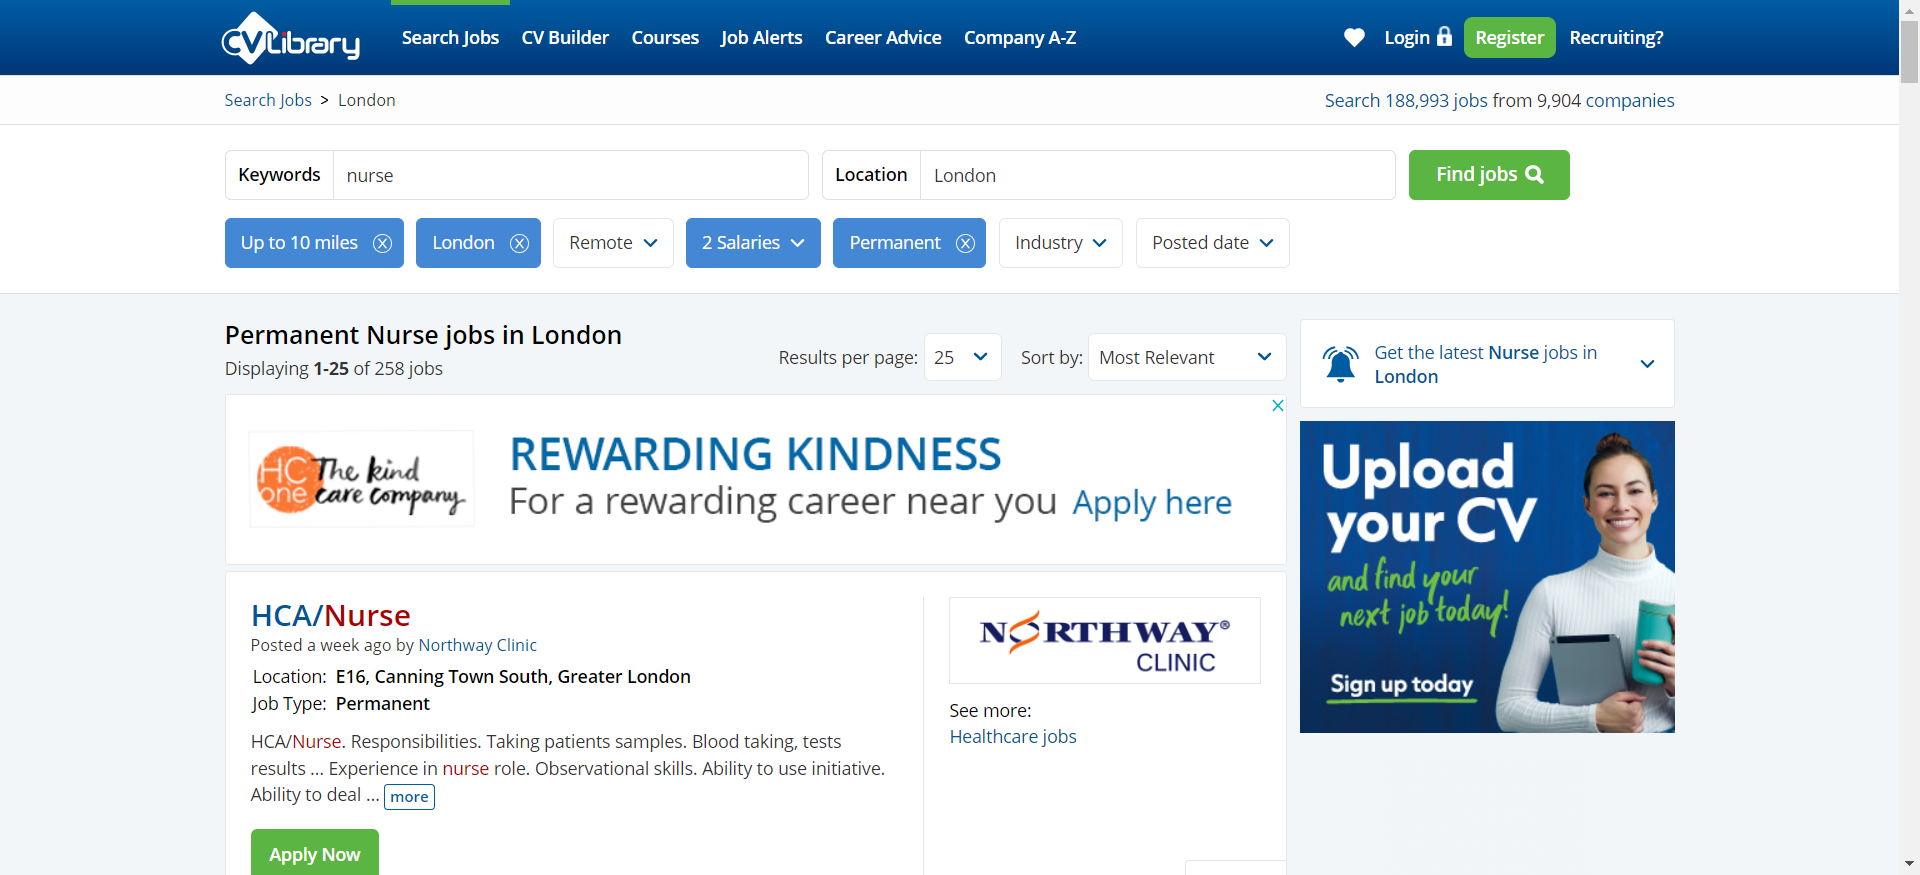 CVLibrary
Search Jobs CV Builder Courses Job Alerts Career Advice Company A-Z Login Register Recruiting?
Search Jobs > London
Search 188,993 jobs from 9,904 companies
Keywords nurse Location London Find jobs
Up to 10 miles London Remote 2 Salaries Permanent Industry Posted date
Permanent Nurse jobs in London
Displaying 1-25 of 258 jobs
Results per page: 25 Sort by: Most Relevant
HC one The kind care company
REWARDING KINDNESS
For a rewarding career near you Apply here
HCA/Nurse
Posted a week ago by Northway Clinic
Location: E16, Canning Town South, Greater London
Job Type: Permanent
HCA/Nurse. Responsibilities. Taking patients samples. Blood taking, tests
results ... Experience in nurse role. Observational skills. Ability to use initiative.
Ability to deal ... more
Apply Now
NORTHWAY®
CLINIC
See more:
Healthcare jobs
Get the latest Nurse jobs in
London
Upload
your CV
and find your
next job today!
Sign up today